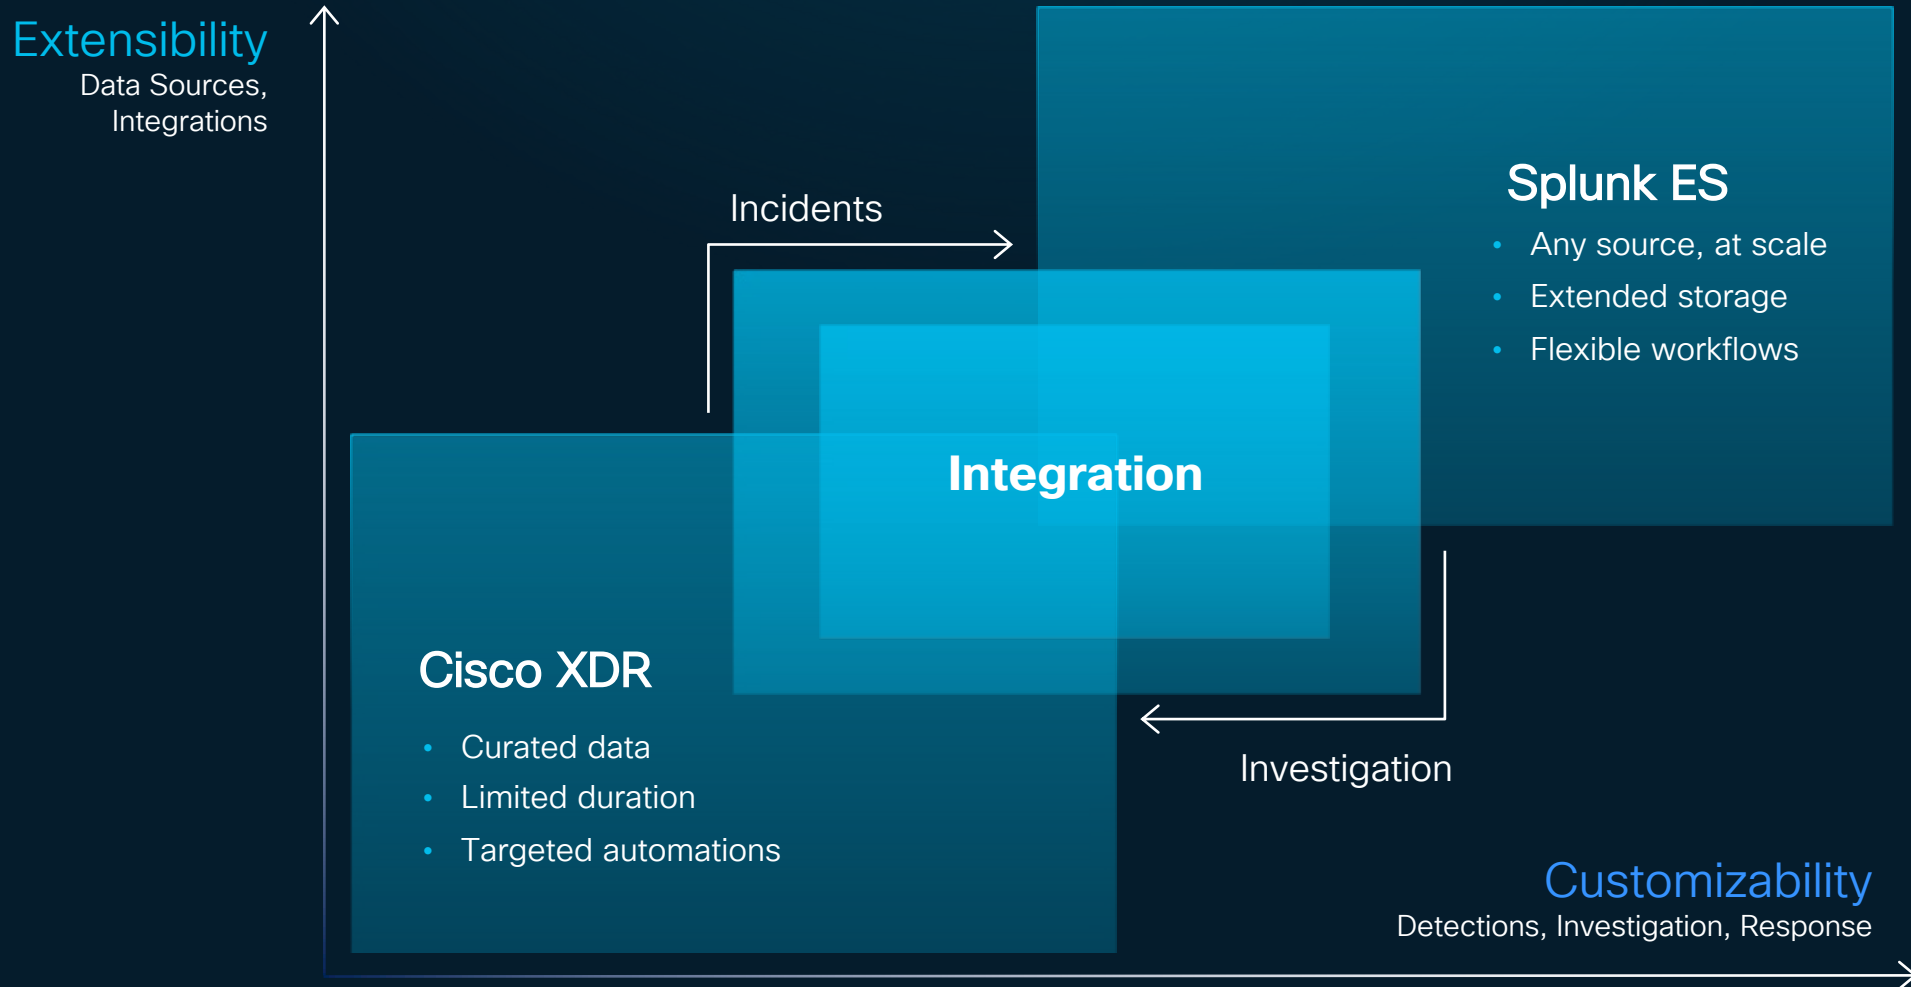 Extensibility
Data Sources,
Integrations
Incidents
Splunk ES
• Any source, at scale
• Extended storage
• Flexible workflows
Integration
Cisco XDR
• Curated data
• Limited duration
• Targeted automations
Investigation
Customizability
Detections, Investigation, Response